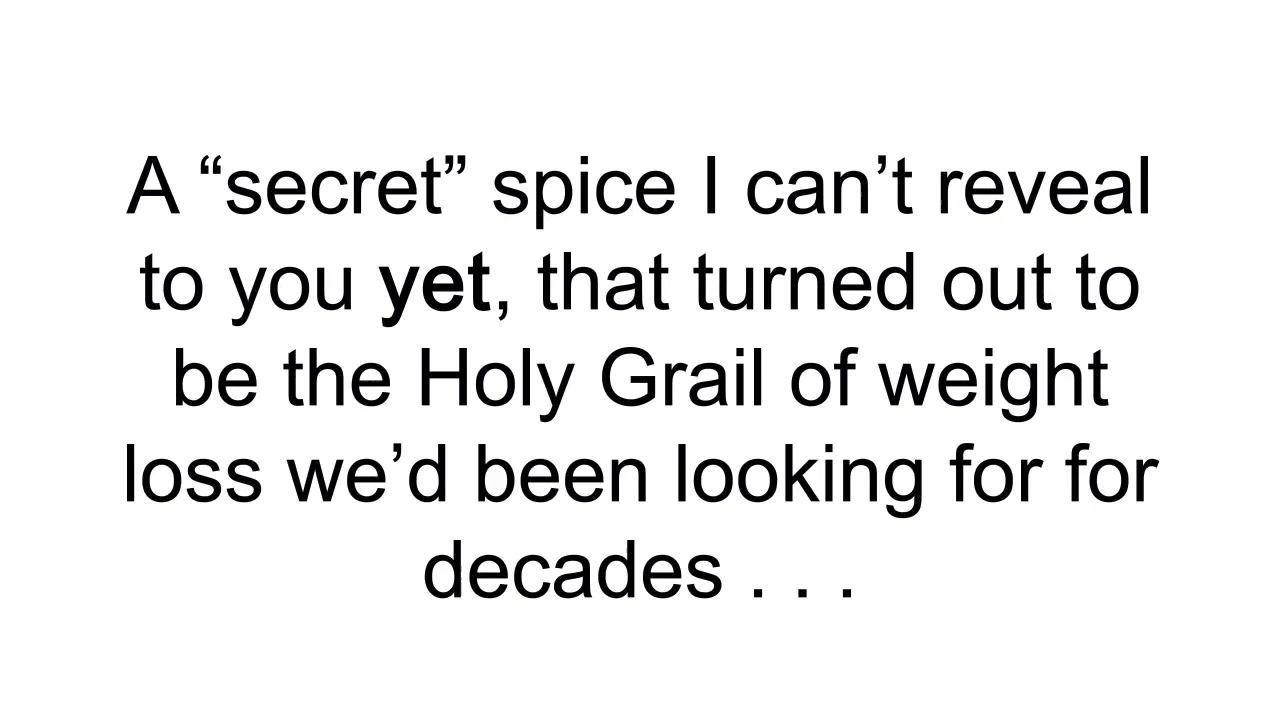 A “secret” spice I can’t reveal
to you yet, that turned out to
be the Holy Grail of weight
loss we’d been looking for for
decades . . .